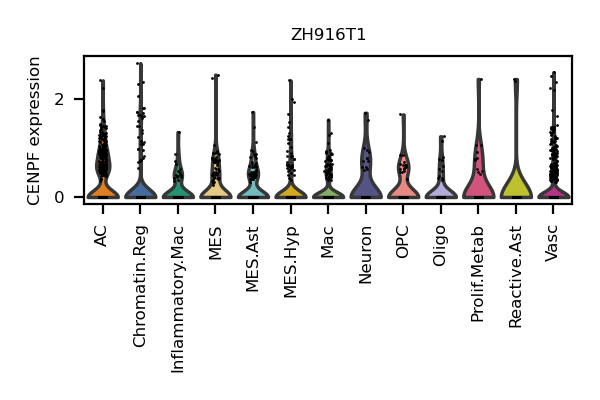 ZH916T1
CENPF expression
2
0
AC
Chromatin.Reg
Inflammatory.Mac
MES
MES.Ast
MES.Hyp
Mac
Neuron
OPC
Oligo
Prolif.Metab
Reactive.Ast
Vasc